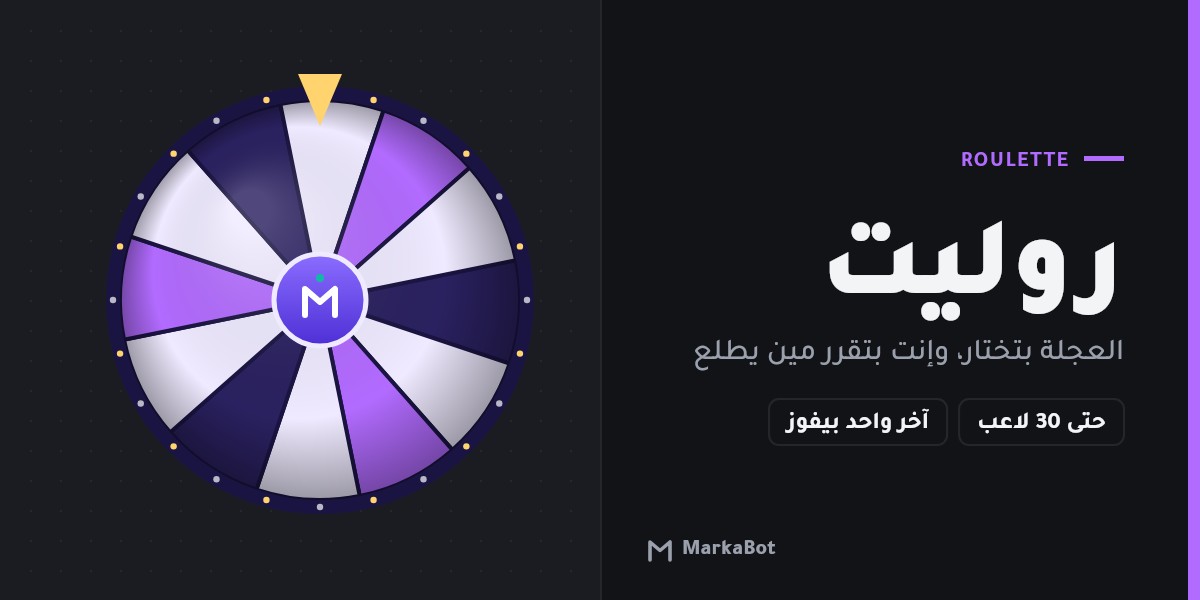 ROULETTE
روليت
العجلة بتختار، وإنت بتقرر مين يطلع
حتى 30 لاعب
آخر واحد بيفوز
MarkaBot